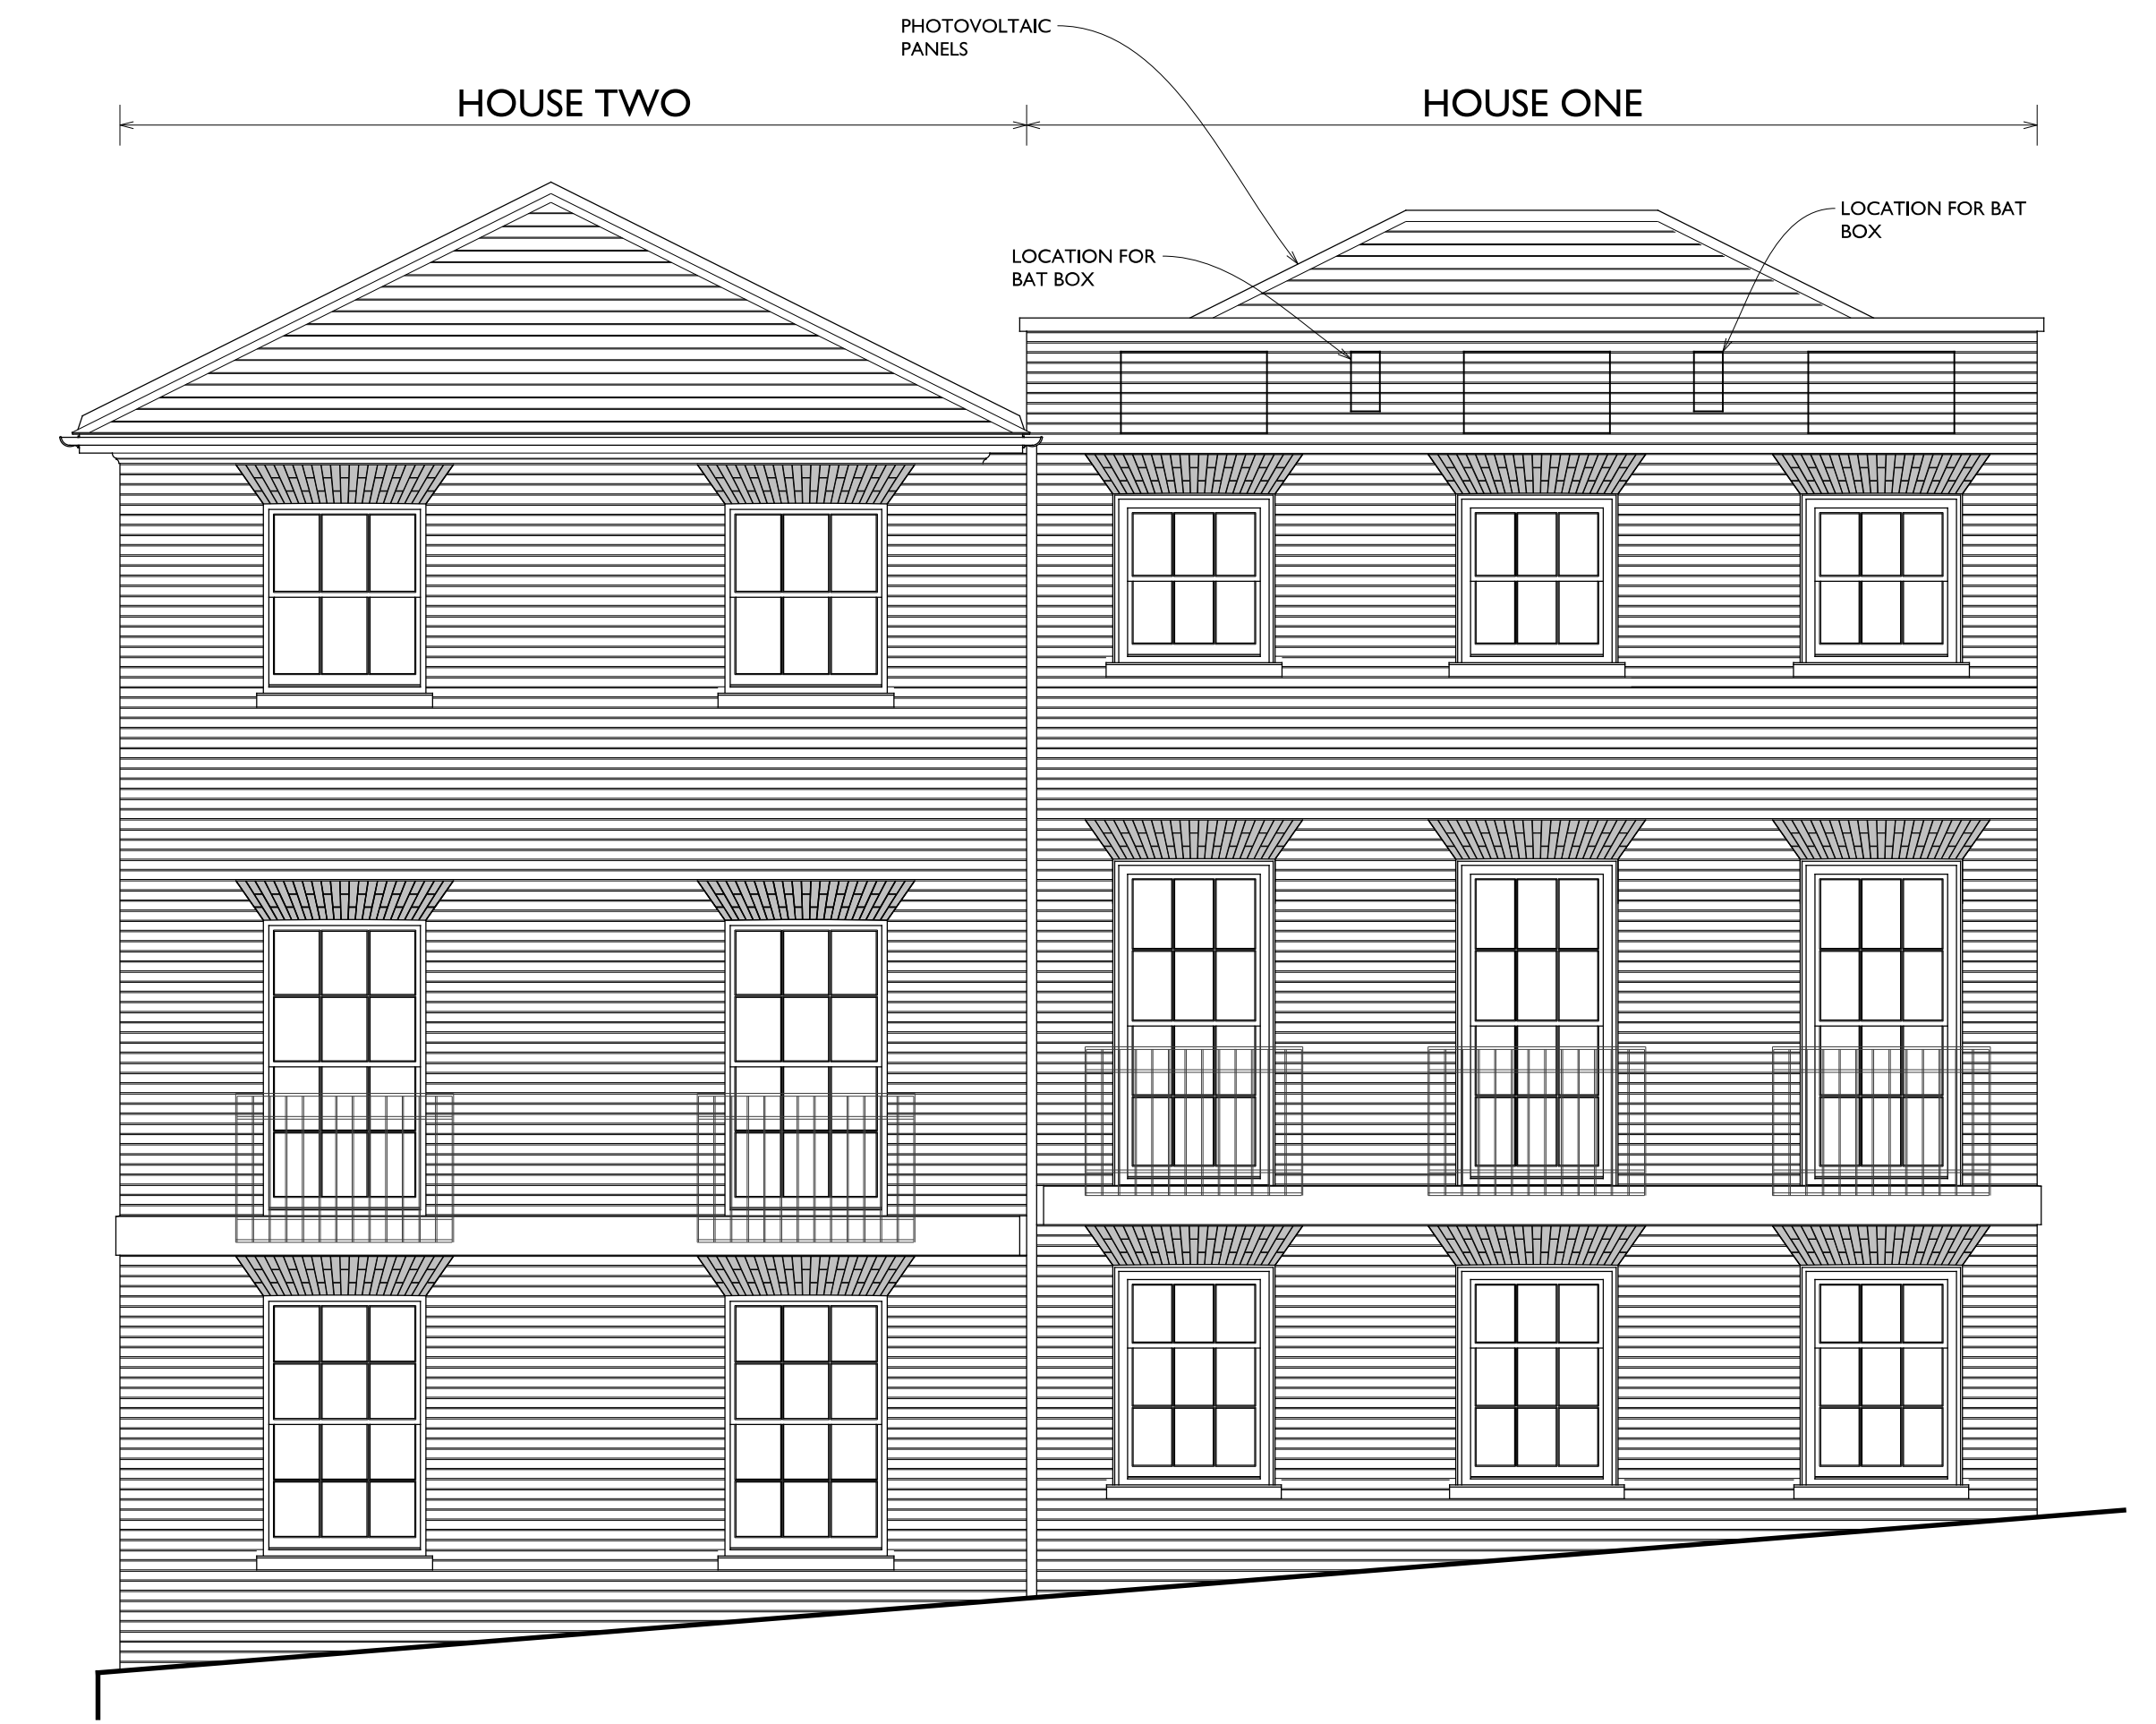 PHOTOVOLTAIC
PANELS
HOUSE TWO
HOUSE ONE
LOCATION FOR BAT
BOX
LOCATION FOR
BAT BOX